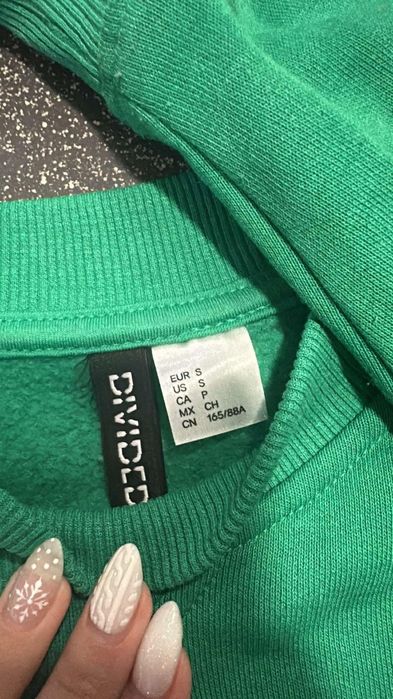 DIVIDED
EUR S
US S
CA P
MX CH
CN 165/88A